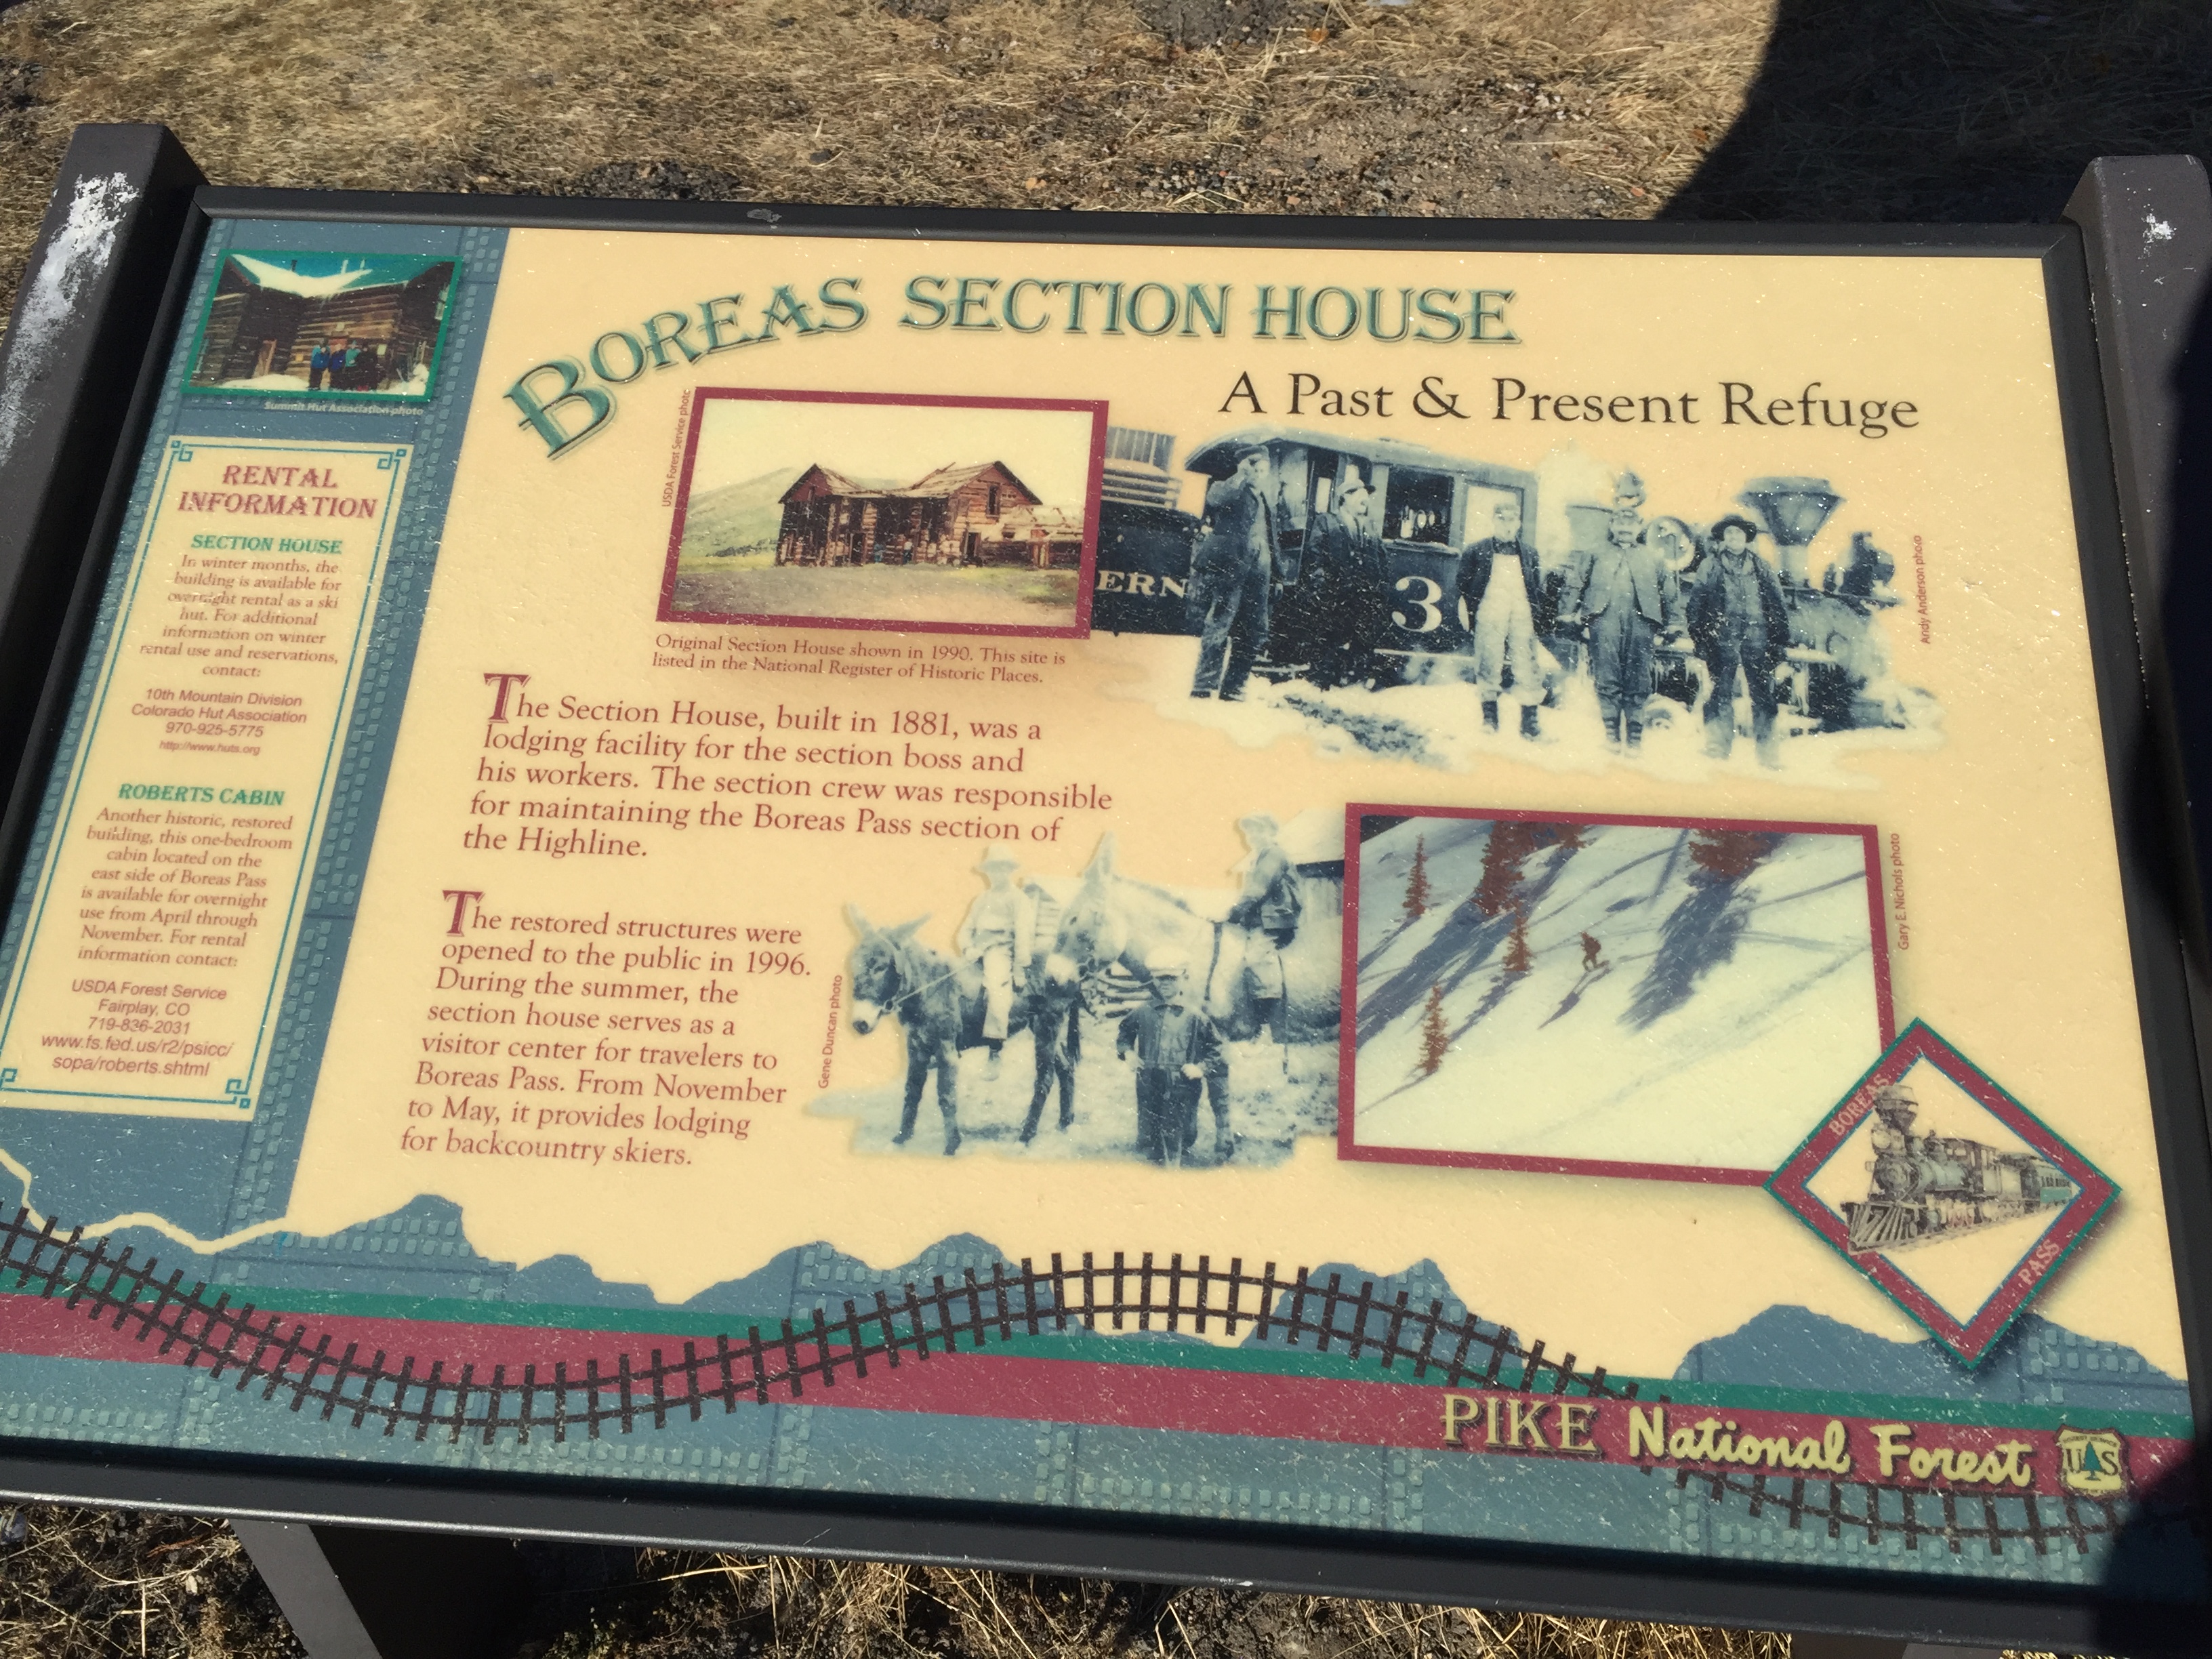 BOREAS SECTION HOUSE
A Past & Present Refuge
Summit Hut Association photo
RENTAL
INFORMATION
SECTION HOUSE
In winter months, the
building is available for
overnight rental as a ski
hut. For additional
information on winter
rental use and reservations,
contact:
10th Mountain Division
Colorado Hut Association
970-925-5775
http://www.huts.org
ROBERTS CABIN
Another historic, restored
building, this one-bedroom
cabin located on the
east side of Boreas Pass
is available for overnight
use from April through
November. For rental
information contact:
USDA Forest Service
Fairplay, CO
719-836-2031
www.fs.fed.us/r2/psicc/
sopa/roberts.shtml
USDA Forest Service photo
Original Section House shown in 1990. This site is
listed in the National Register of Historic Places.
ERN
3
Andy Anderson photo
The Section House, built in 1881, was a
lodging facility for the section boss and
his workers. The section crew was responsible
for maintaining the Boreas Pass section of
the Highline.
The restored structures were
opened to the public in 1996.
During the summer, the
section house serves as a
visitor center for travelers to
Boreas Pass. From November
to May, it provides lodging
for backcountry skiers.
Gene Duncan photo
Gary E. Nichols photo
BOREAS
PASS
PIKE National Forest
US